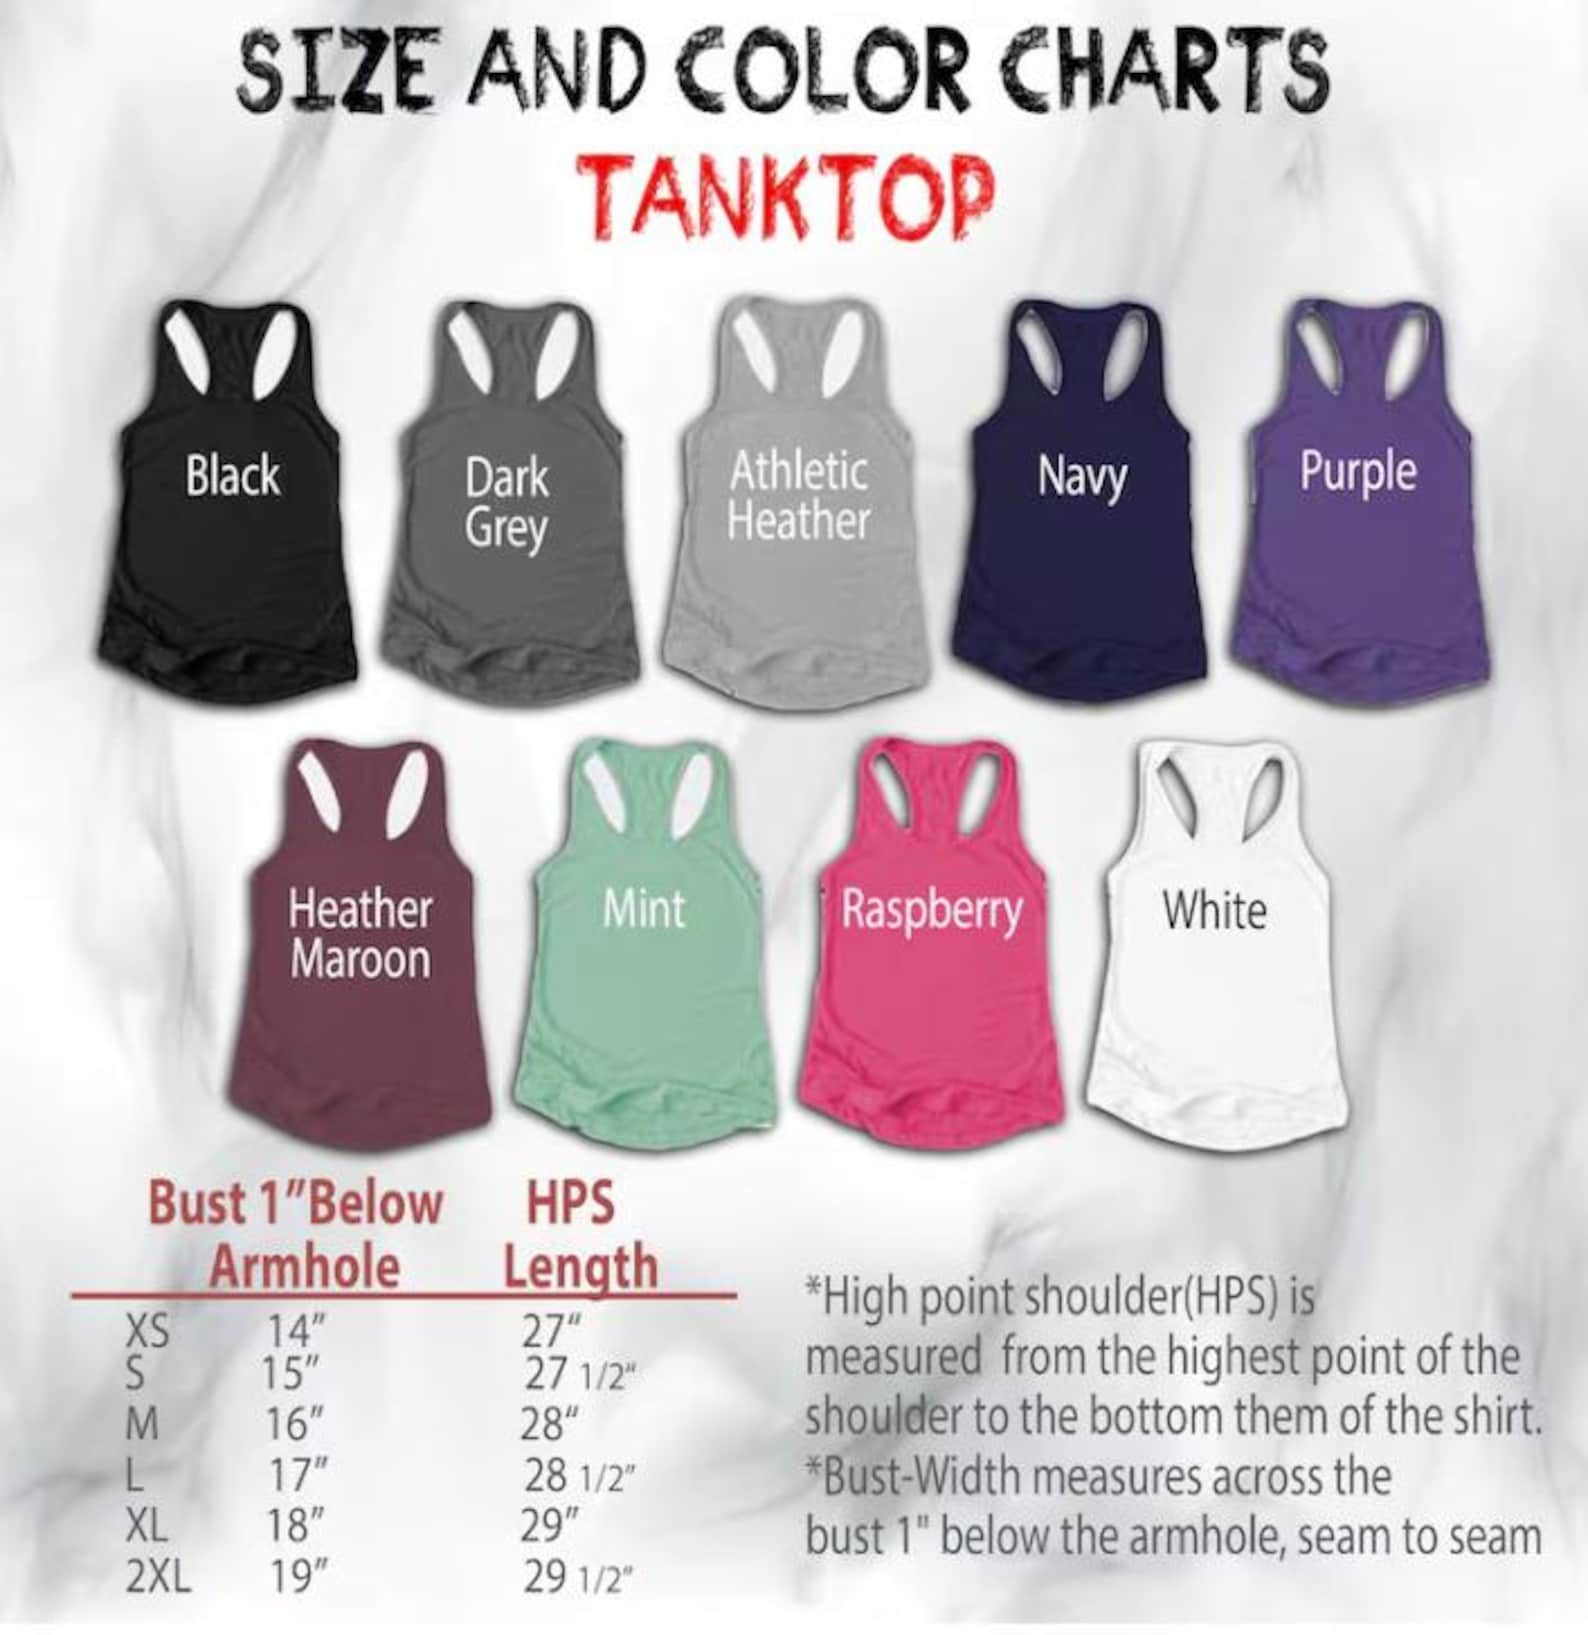 SIZE AND COLOR CHARTS
TANKTOP
Black
Dark
Grey
Athletic
Heather
Navy
Purple
Heather
Maroon
Mint
Raspberry
White
Bust 1"Below HPS
Armhole Length
XS 14" 27"
S 15" 27 1/2"
M 16" 28"
L 17" 28 1/2"
XL 18" 29"
2XL 19" 29 1/2"
*High point shoulder(HPS) is
measured from the highest point of the
shoulder to the bottom them of the shirt.
*Bust-Width measures across the
bust 1" below the armhole, seam to seam